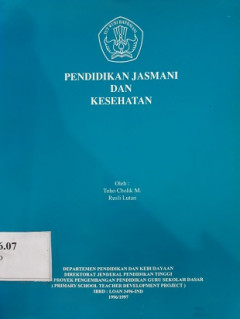 PENDIDIKAN JASMANI
DAN
KESEHATAN
Oleh :
Toho Cholik M.
Rusli Lutan
6.07
DEPARTEMEN PENDIDIKAN DAN KEBUDAYAAN
DIREKTORAT JENDERAL PENDIDIKAN TINGGI
PROYEK PENGEMBANGAN PENDIDIKAN GURU SEKOLAH DASAR
( PRIMARY SCHOOL TEACHER DEVELOPMENT PROJECT )
IBRD : LOAN 3496-IND
1996/1997